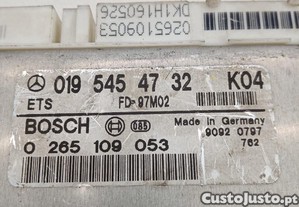 0265109053
DK1H160526
019 545 47 32 K04
ETS FD 97M02
BOSCH 085 Made in Germany
9092 0797
0 265 109 053 762
CustoJusto.pt